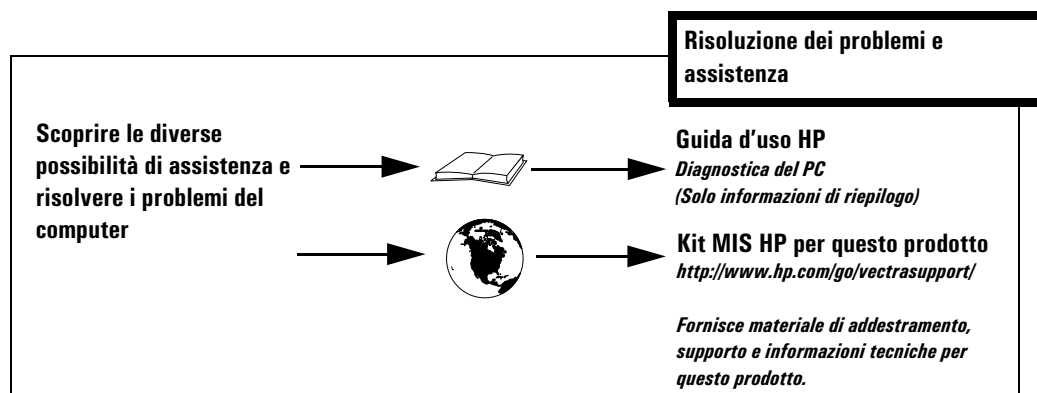 Risoluzione dei problemi e
assistenza
Scoprire le diverse
possibilità di assistenza e
risolvere i problemi del
computer
Guida d'uso HP
Diagnostica del PC
(Solo informazioni di riepilogo)
Kit MIS HP per questo prodotto
http://www.hp.com/go/vectrasupport/
Fornisce materiale di addestramento,
supporto e informazioni tecniche per
questo prodotto.